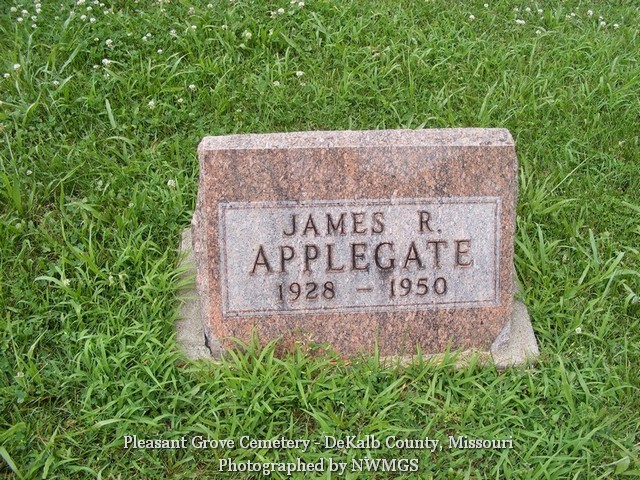 JAMES R.
APPLEGATE
1928 - 1950
Pleasant Grove Cemetery - DeKalb County, Missouri
Photographed by NWMGS